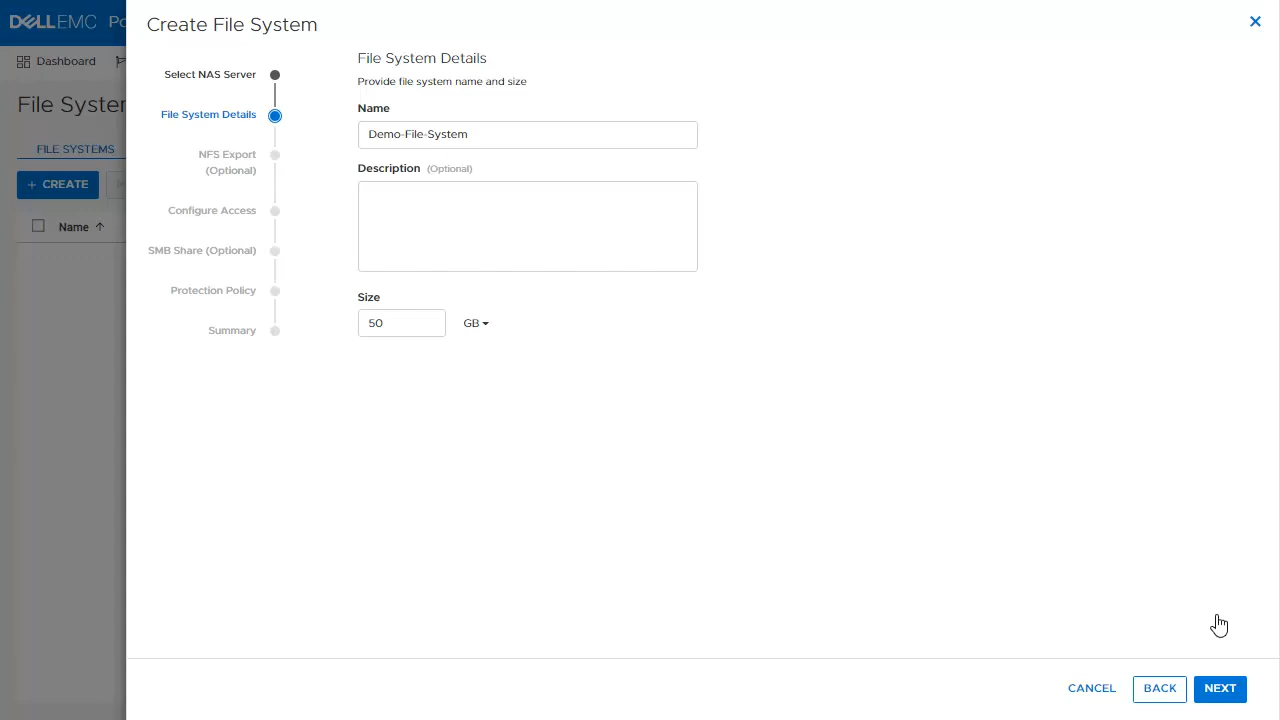 DELLEMC Po
Create File System
Dashboard
File System
FILE SYSTEMS
+ CREATE
Name
Select NAS Server
File System Details
NFS Export
(Optional)
Configure Access
SMB Share (Optional)
Protection Policy
Summary
File System Details
Provide file system name and size
Name
Demo-File-System
Description (Optional)
Size
50 GB
CANCEL BACK NEXT